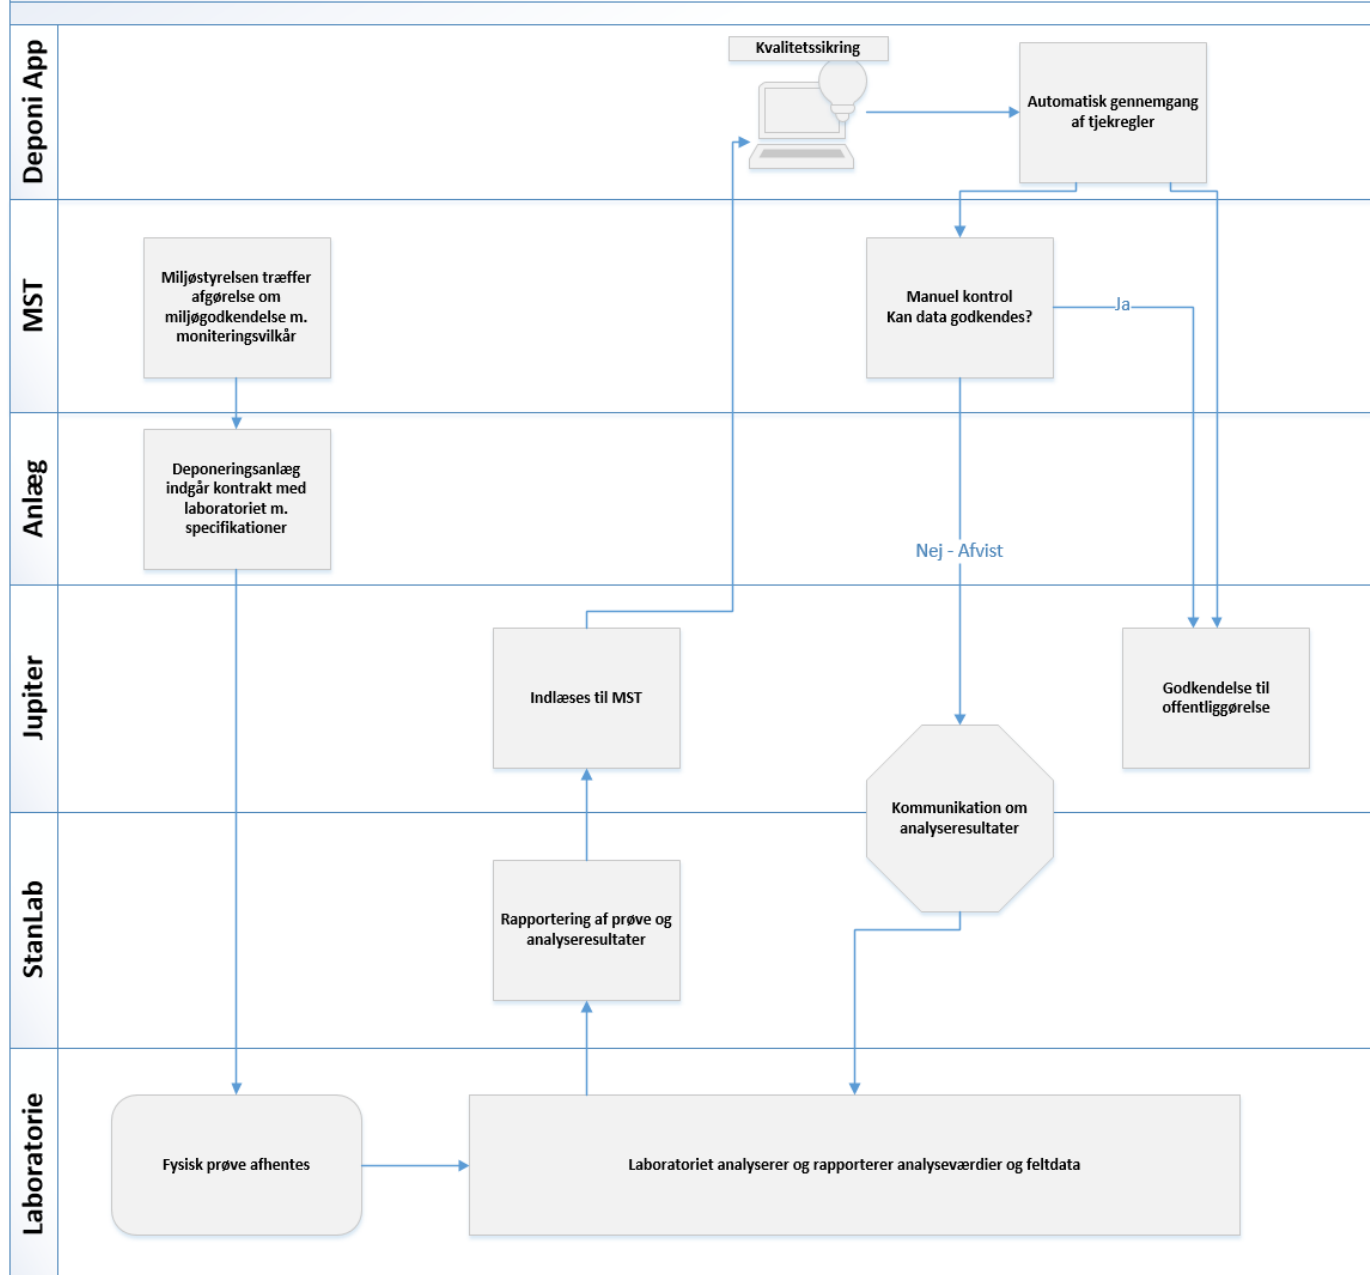 Deponi App
Kvalitetssikring
Automatisk gennemgang
af tjekregler
MST
Miljøstyrelsen træffer
afgørelse om
miljøgodkendelse m.
moniteringsvilkår
Manuel kontrol
Kan data godkendes?
Ja
Anlæg
Deponeringsanlæg
indgår kontrakt med
laboratoriet m.
specifikationer
Nej - Afvist
Jupiter
Indlæses til MST
Godkendelse til
offentliggørelse
Kommunikation om
analyseresultater
StanLab
Rapportering af prøve og
analyseresultater
Laboratorie
Fysisk prøve afhentes
Laboratoriet analyserer og rapporterer analyseværdier og feltdata